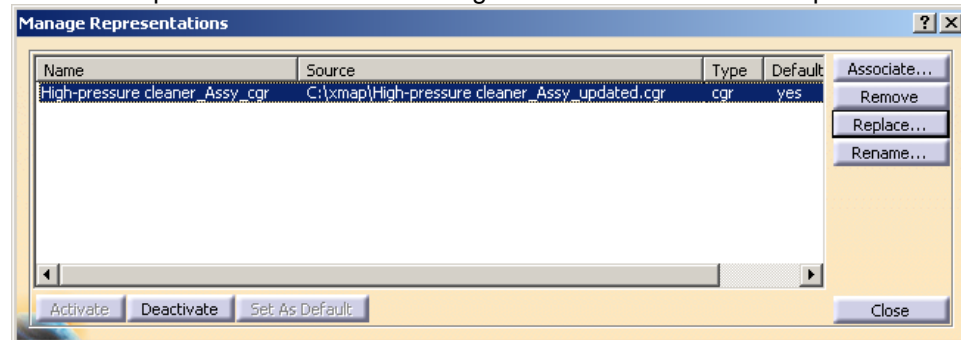 Manage Representations
Name Source Type Default Associate...
High-pressure cleaner_Assy_cgr C:\xmap\High-pressure cleaner_Assy_updated.cgr cgr yes Remove
Replace...
Rename...
Activate Deactivate Set As Default Close